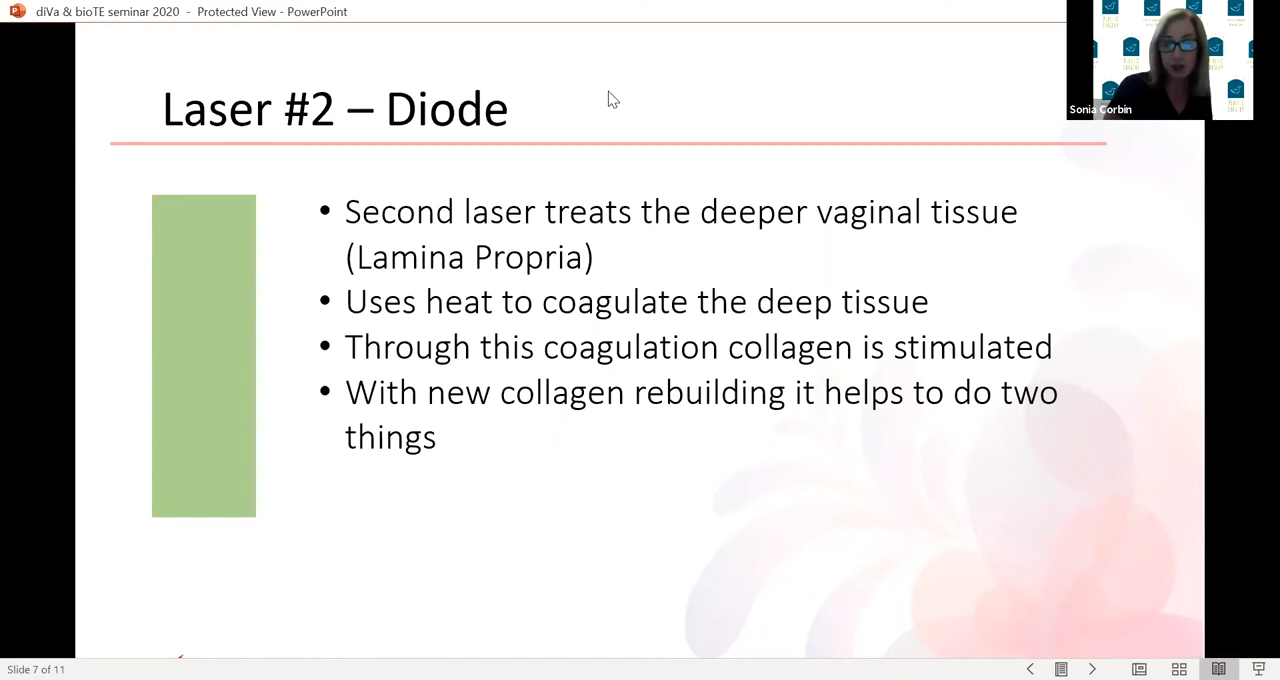 diVa & bioTE seminar 2020 - Protected View - PowerPoint
Sonia Corbin
Laser #2 – Diode
• Second laser treats the deeper vaginal tissue
(Lamina Propria)
• Uses heat to coagulate the deep tissue
• Through this coagulation collagen is stimulated
• With new collagen rebuilding it helps to do two
things
Slide 7 of 11